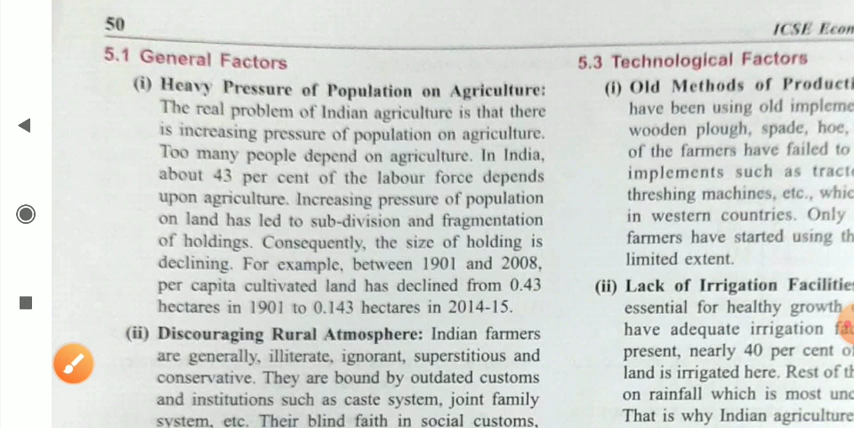 50
ICSE Econ
5.1 General Factors
(i) Heavy Pressure of Population on Agriculture:
The real problem of Indian agriculture is that there
is increasing pressure of population on agriculture.
Too many people depend on agriculture. In India,
about 43 per cent of the labour force depends
upon agriculture. Increasing pressure of population
on land has led to sub-division and fragmentation
of holdings. Consequently, the size of holding is
declining. For example, between 1901 and 2008,
per capita cultivated land has declined from 0.43
hectares in 1901 to 0.143 hectares in 2014-15.
(ii) Discouraging Rural Atmosphere: Indian farmers
are generally, illiterate, ignorant, superstitious and
conservative. They are bound by outdated customs
and institutions such as caste system, joint family
system, etc. Their blind faith in social customs,
5.3 Technological Factors
(i) Old Methods of Producti
have been using old impleme
wooden plough, spade, hoe,
of the farmers have failed to
implements such as tract
threshing machines, etc., whic
in western countries. Only
farmers have started using th
limited extent.
(ii) Lack of Irrigation Facilitie
essential for healthy growth
have adequate irrigation fa
present, nearly 40 per cent o
land is irrigated here. Rest of th
on rainfall which is most unc
That is why Indian agriculture